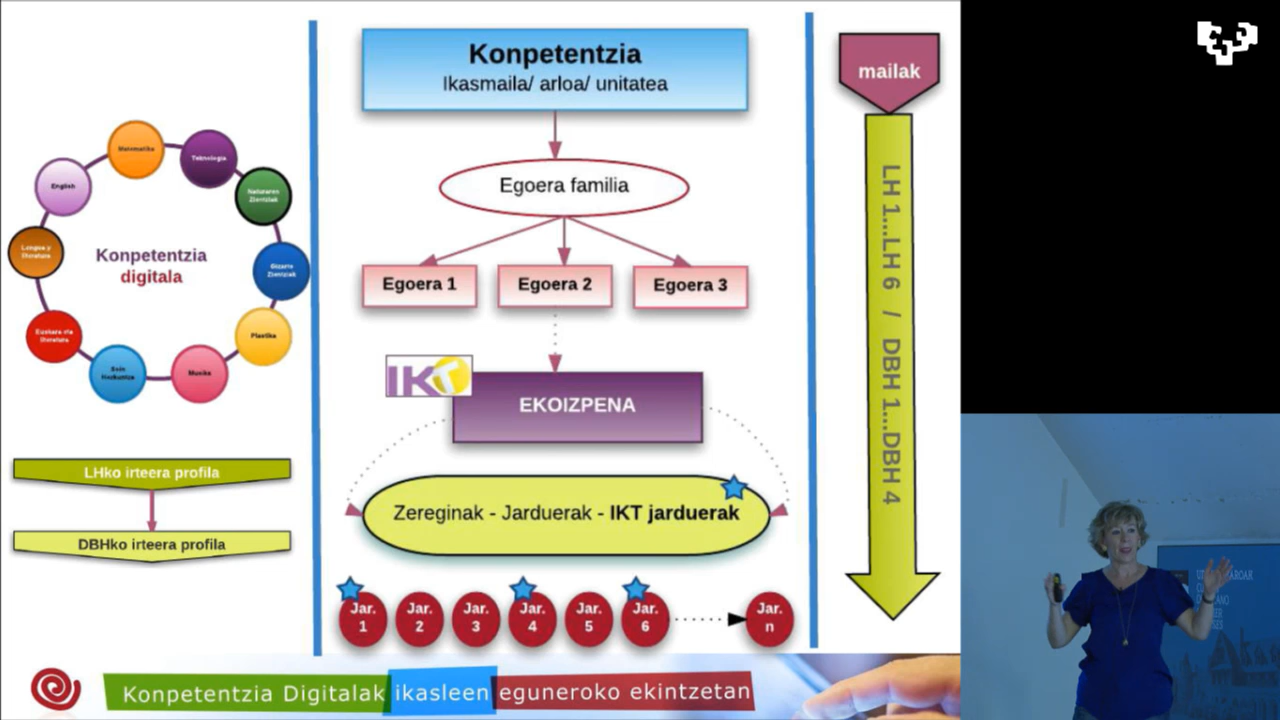 Matematika
Teknologia
English
Naturaren
Zientziak
Lengua y
literatura
Konpetentzia
digitala
Gizarte
Zientziak
Euskara eta
literatura
Plastika
Soin
Hezkuntza
Musika
LHko irteera profila
DBHko irteera profila
Konpetentzia
Ikasmaila/ arloa/ unitatea
Egoera familia
Egoera 1
Egoera 2
Egoera 3
IKT
EKOIZPENA
Zereginak - Jarduerak - IKT jarduerak
Jar.
1
Jar.
2
Jar.
3
Jar.
4
Jar.
5
Jar.
6
Jar.
n
mailak
LH 1...LH 6 / DBH 1...DBH 4
Konpetentzia Digitalak ikasleen eguneroko ekintzetan